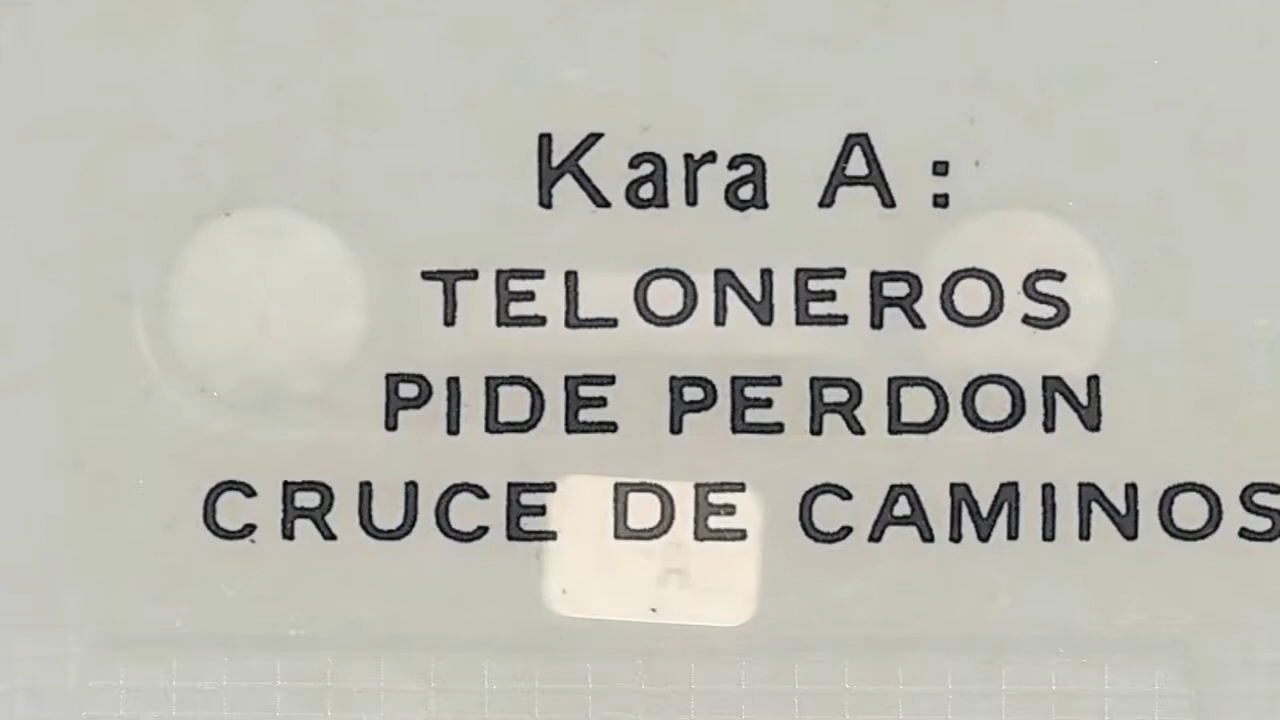 Kara A :
TELONEROS
PIDE PERDON
CRUCE DE CAMINOS